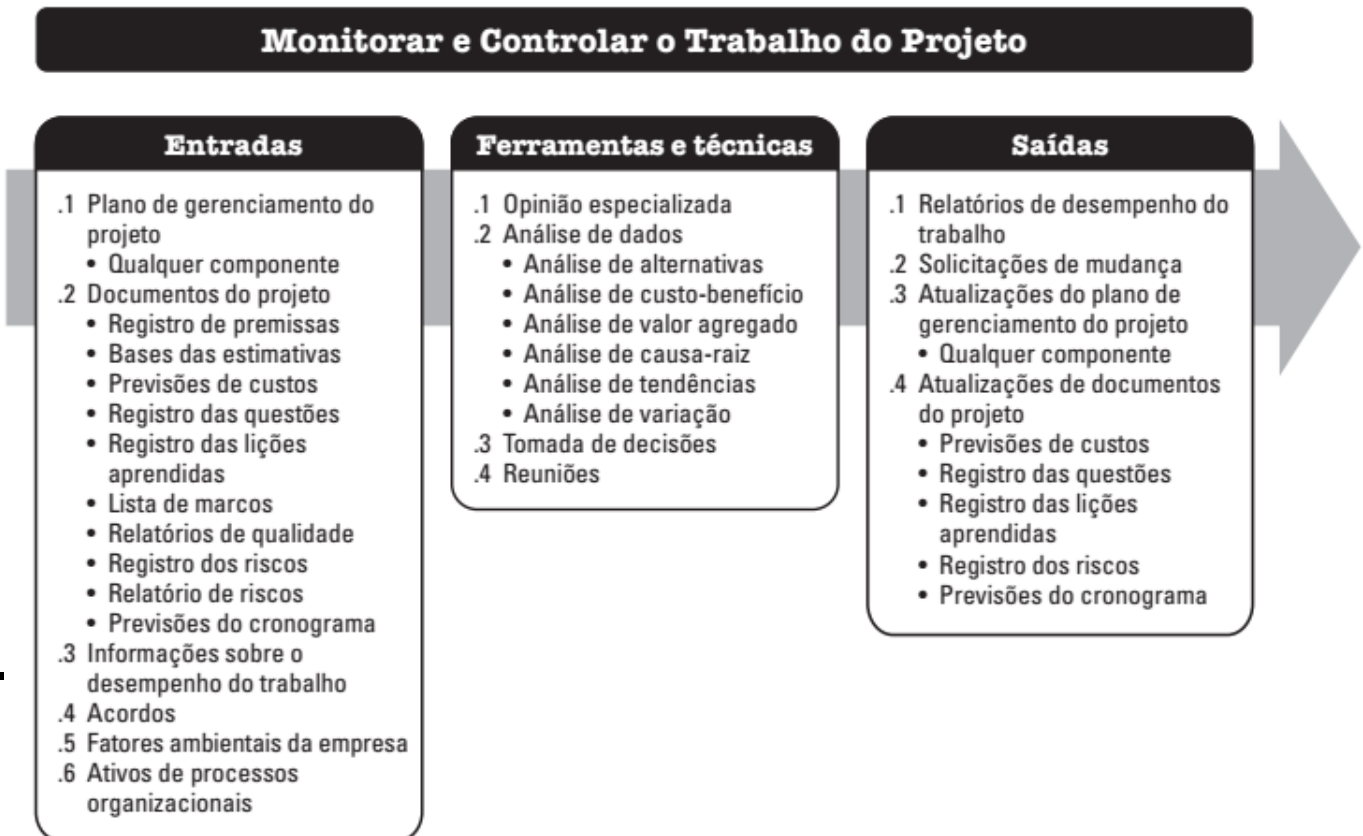 Monitorar e Controlar o Trabalho do Projeto
Entradas
.1 Plano de gerenciamento do
projeto
• Qualquer componente
.2 Documentos do projeto
• Registro de premissas
• Bases das estimativas
• Previsões de custos
• Registro das questões
• Registro das lições
aprendidas
• Lista de marcos
• Relatórios de qualidade
• Registro dos riscos
• Relatório de riscos
• Previsões do cronograma
.3 Informações sobre o
desempenho do trabalho
.4 Acordos
.5 Fatores ambientais da empresa
.6 Ativos de processos
organizacionais
Ferramentas e técnicas
.1 Opinião especializada
.2 Análise de dados
• Análise de alternativas
• Análise de custo-benefício
• Análise de valor agregado
• Análise de causa-raiz
• Análise de tendências
• Análise de variação
.3 Tomada de decisões
.4 Reuniões
Saídas
.1 Relatórios de desempenho do
trabalho
.2 Solicitações de mudança
.3 Atualizações do plano de
gerenciamento do projeto
• Qualquer componente
.4 Atualizações de documentos
do projeto
• Previsões de custos
• Registro das questões
• Registro das lições
aprendidas
• Registro dos riscos
• Previsões do cronograma